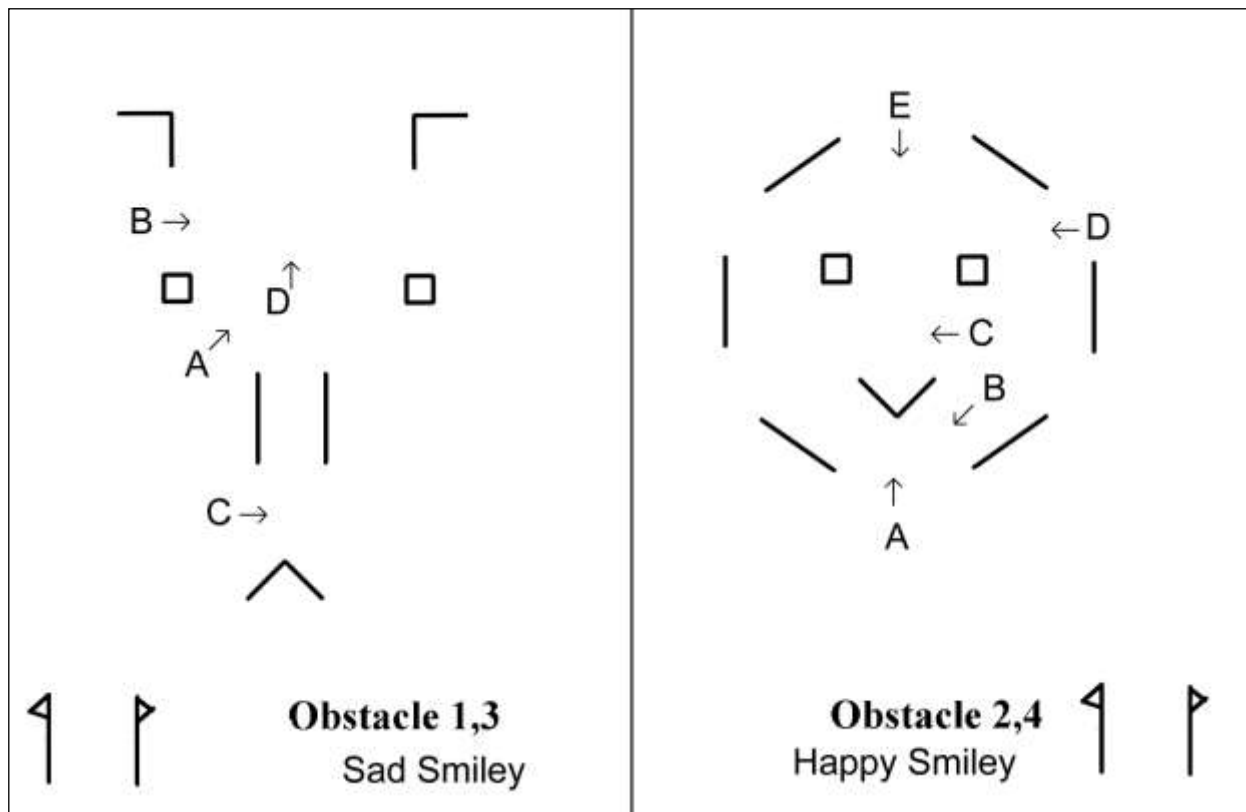 B →
D ↑
A ↗
C →
Obstacle 1,3
Sad Smiley
E
↓
← D
← C
B
↙
↑
A
Obstacle 2,4
Happy Smiley